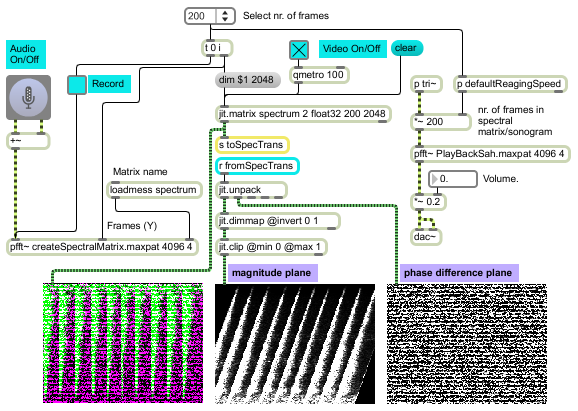 200
Select nr. of frames
Audio
On/Off
t 0 i
Video On/Off
clear
Record
dim $1 2048
qmetro 100
p tri~
p defaultReagingSpeed
jit.matrix spectrum 2 float32 200 2048
*~ 200
nr. of frames in
spectral
matrix/sonogram
+~
s toSpecTrans
r fromSpecTrans
pfft~ PlayBackSah.maxpat 4096 4
Matrix name
loadmess spectrum
jit.unpack
0.
Volume.
*~ 0.2
Frames (Y)
jit.dimmap @invert 0 1
dac~
pfft~ createSpectralMatrix.maxpat 4096 4
jit.clip @min 0 @max 1
magnitude plane
phase difference plane